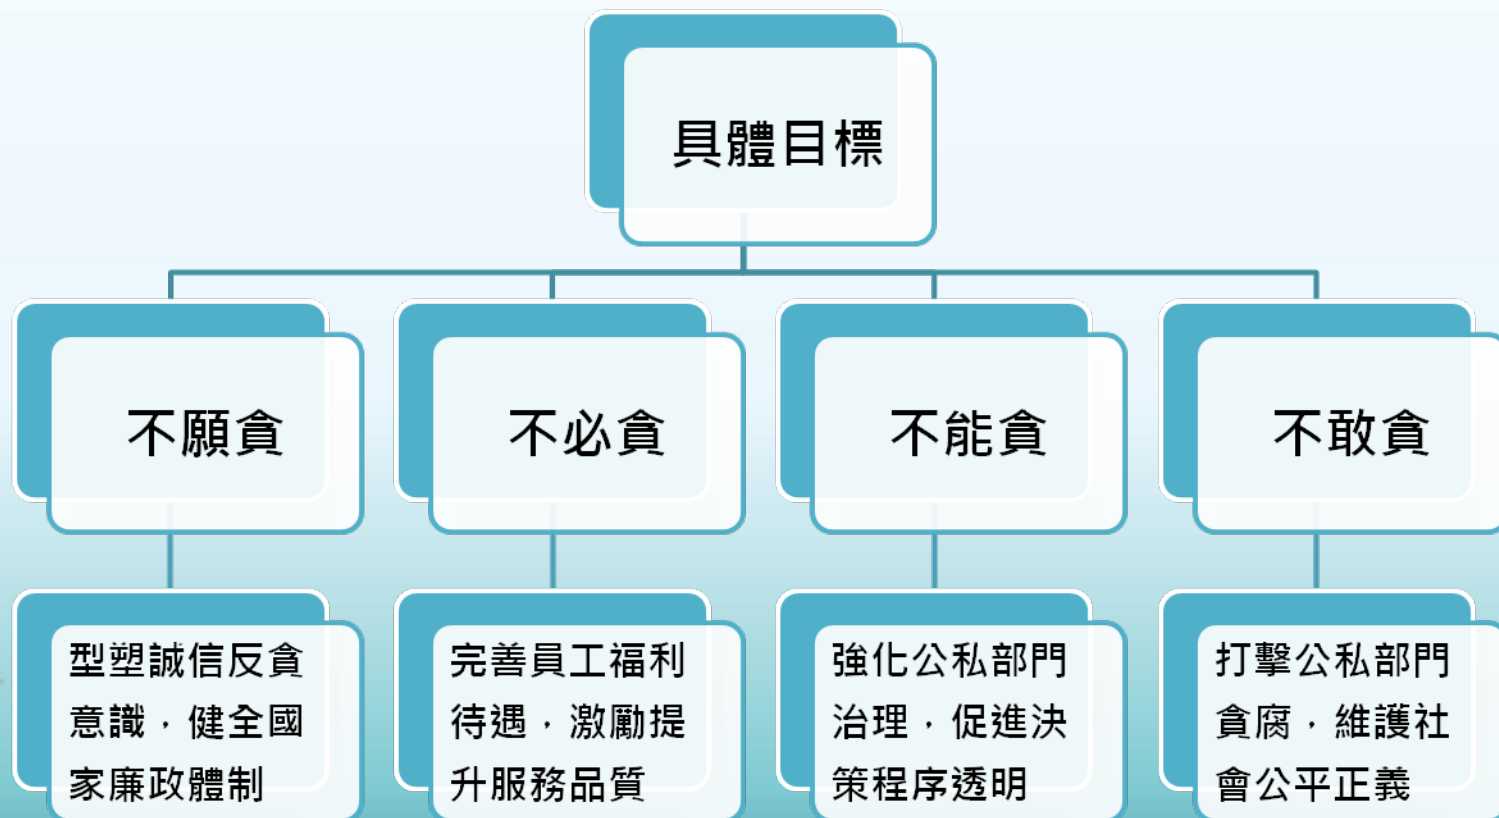 具體目標
不願貪
不必貪
不能貪
不敢貪
型塑誠信反貪
意識，健全國
家廉政體制
完善員工福利
待遇，激勵提
升服務品質
強化公私部門
治理，促進決
策程序透明
打擊公私部門
貪腐，維護社
會公平正義